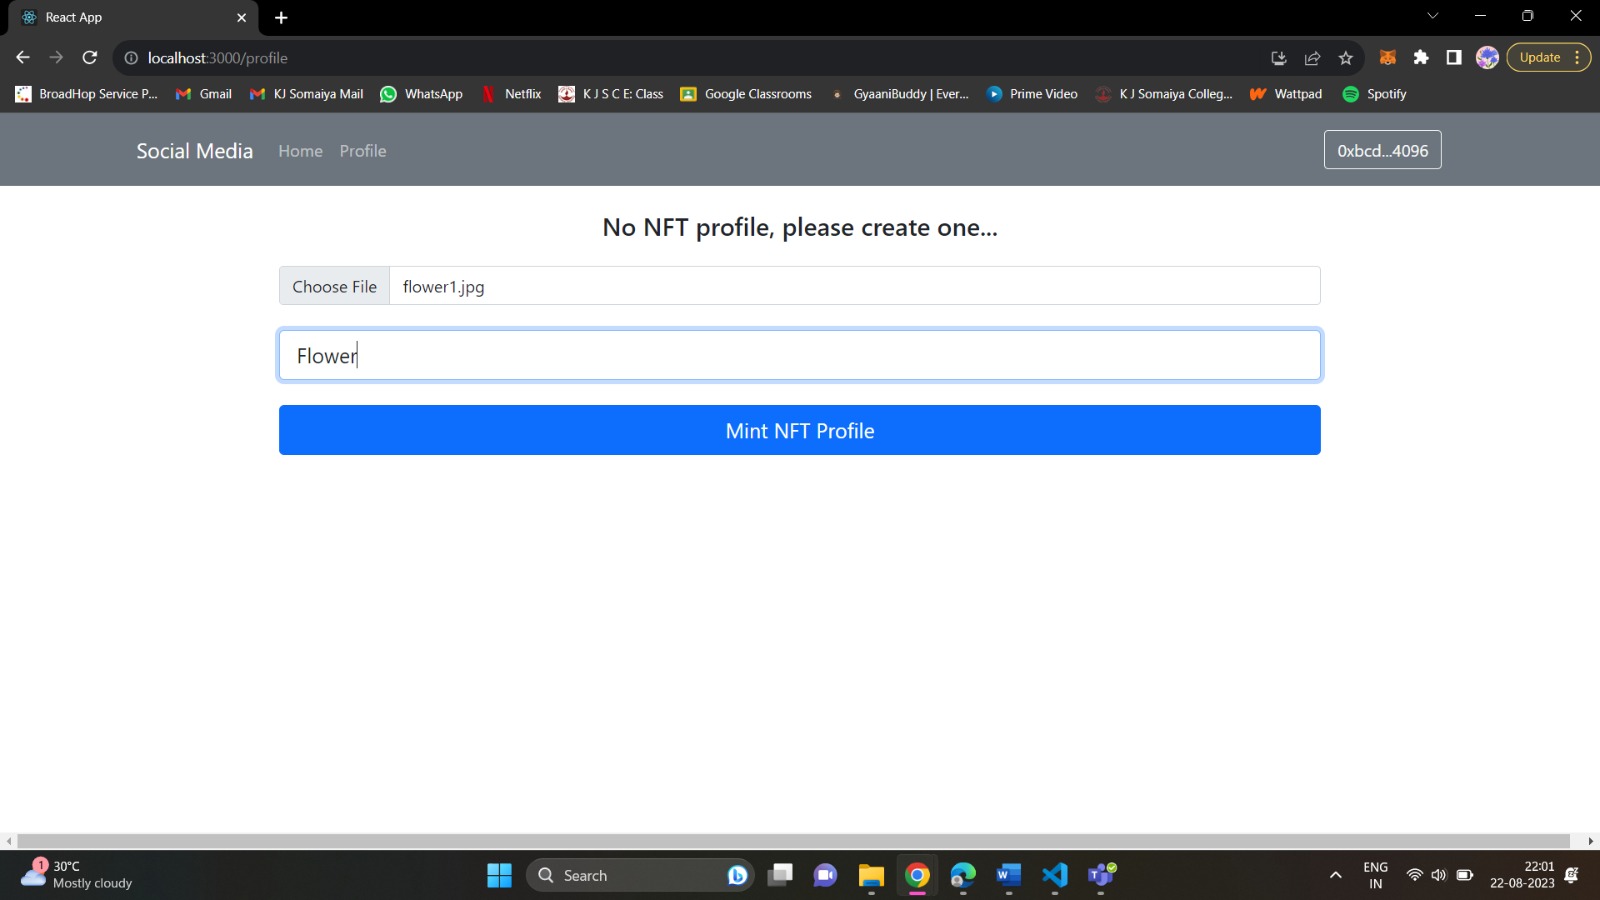 React App
localhost:3000/profile
Update
BroadHop Service P...
Gmail
KJ Somaiya Mail
WhatsApp
Netflix
K J S C E: Class
Google Classrooms
GyaaniBuddy | Ever...
Prime Video
K J Somaiya Colleg...
Wattpad
Spotify
Social Media
Home
Profile
0xbcd...4096
No NFT profile, please create one...
Choose File
flower1.jpg
Flower
Mint NFT Profile
1
30°C
Mostly cloudy
Search
ENG
IN
22:01
22-08-2023